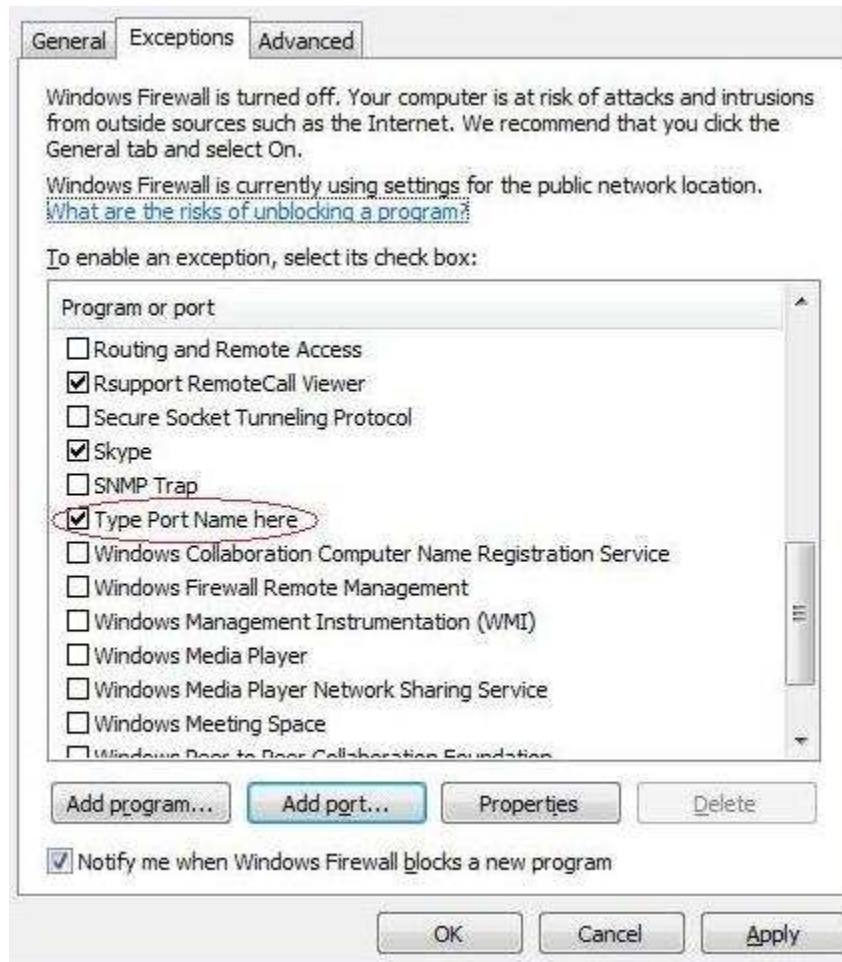 General Exceptions Advanced
Windows Firewall is turned off. Your computer is at risk of attacks and intrusions
from outside sources such as the Internet. We recommend that you click the
General tab and select On.
Windows Firewall is currently using settings for the public network location.
What are the risks of unblocking a program?
To enable an exception, select its check box:
Program or port
Routing and Remote Access
Rsupport RemoteCall Viewer
Secure Socket Tunneling Protocol
Skype
SNMP Trap
Type Port Name here
Windows Collaboration Computer Name Registration Service
Windows Firewall Remote Management
Windows Management Instrumentation (WMI)
Windows Media Player
Windows Media Player Network Sharing Service
Windows Meeting Space
Windows Peer to Peer Collaboration Foundation
Add program... Add port... Properties Delete
Notify me when Windows Firewall blocks a new program
OK Cancel Apply